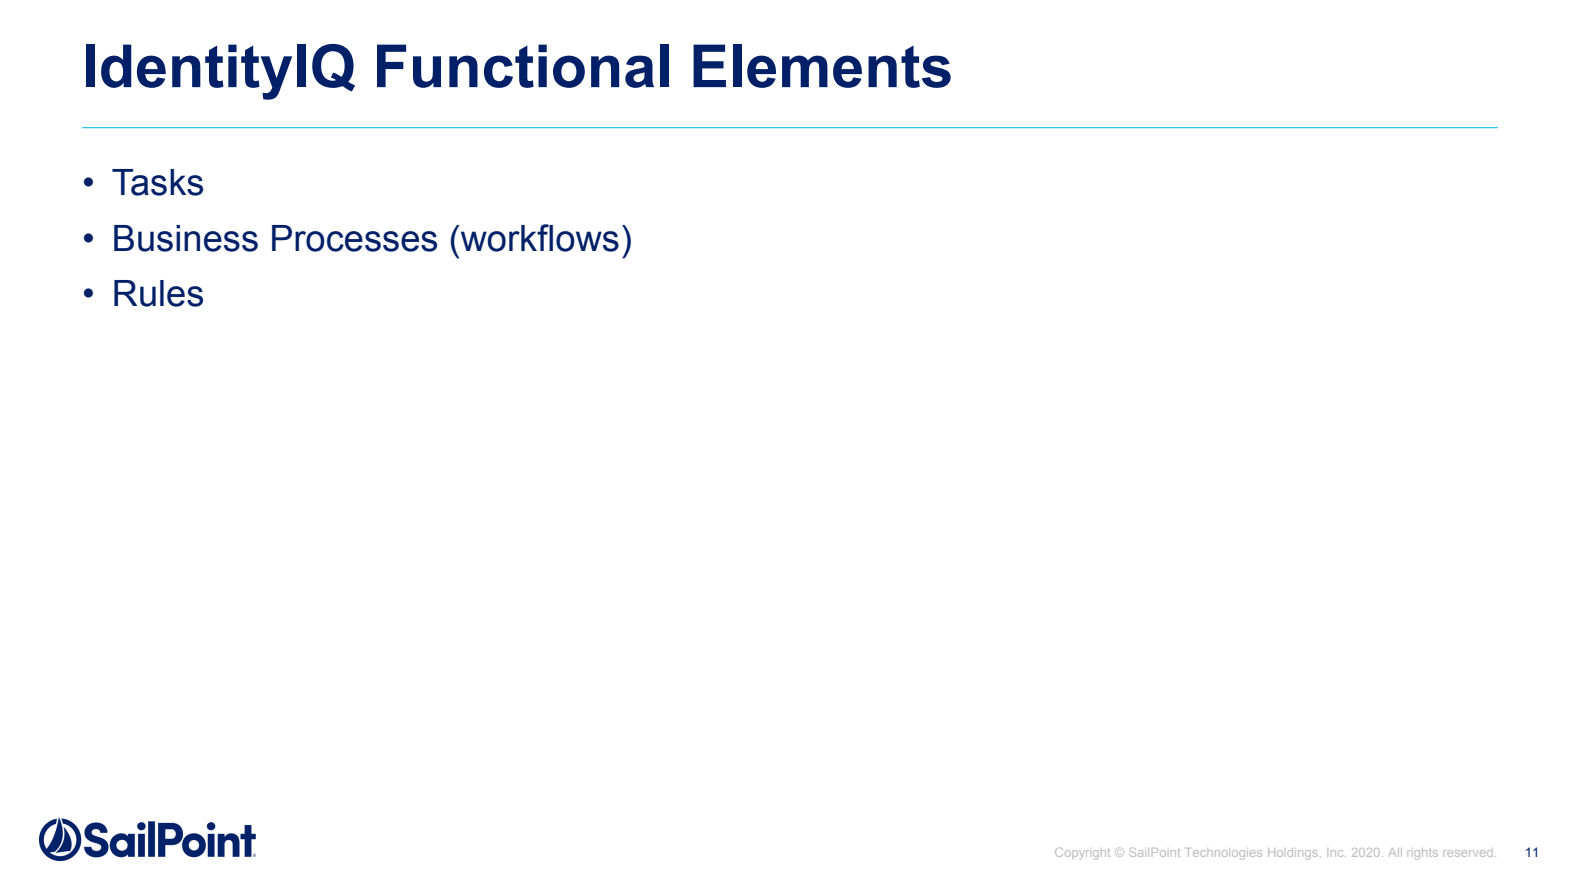 IdentityIQ Functional Elements
• Tasks
• Business Processes (workflows)
• Rules
SailPoint
Copyright © SailPoint Technologies Holdings, Inc. 2020. All rights reserved. 11